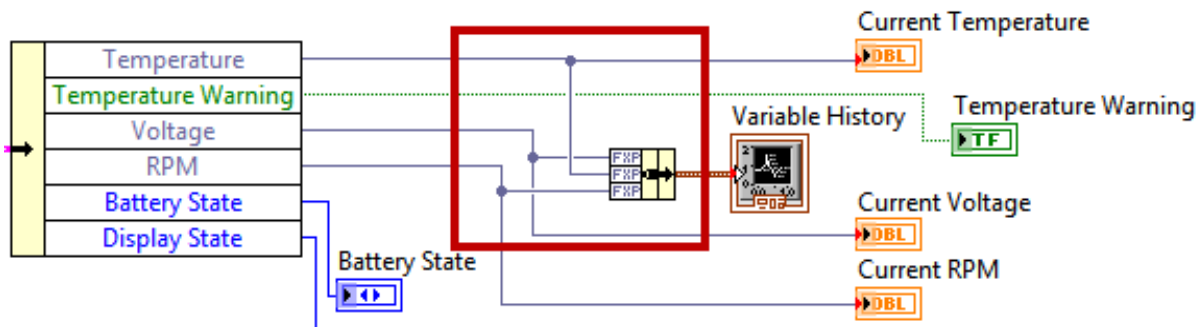 Current Temperature
DBL
Temperature
Temperature Warning
Voltage
RPM
Battery State
Display State
FXP
FXP
FXP
Variable History
Temperature Warning
TF
Current Voltage
DBL
Battery State
Current RPM
DBL